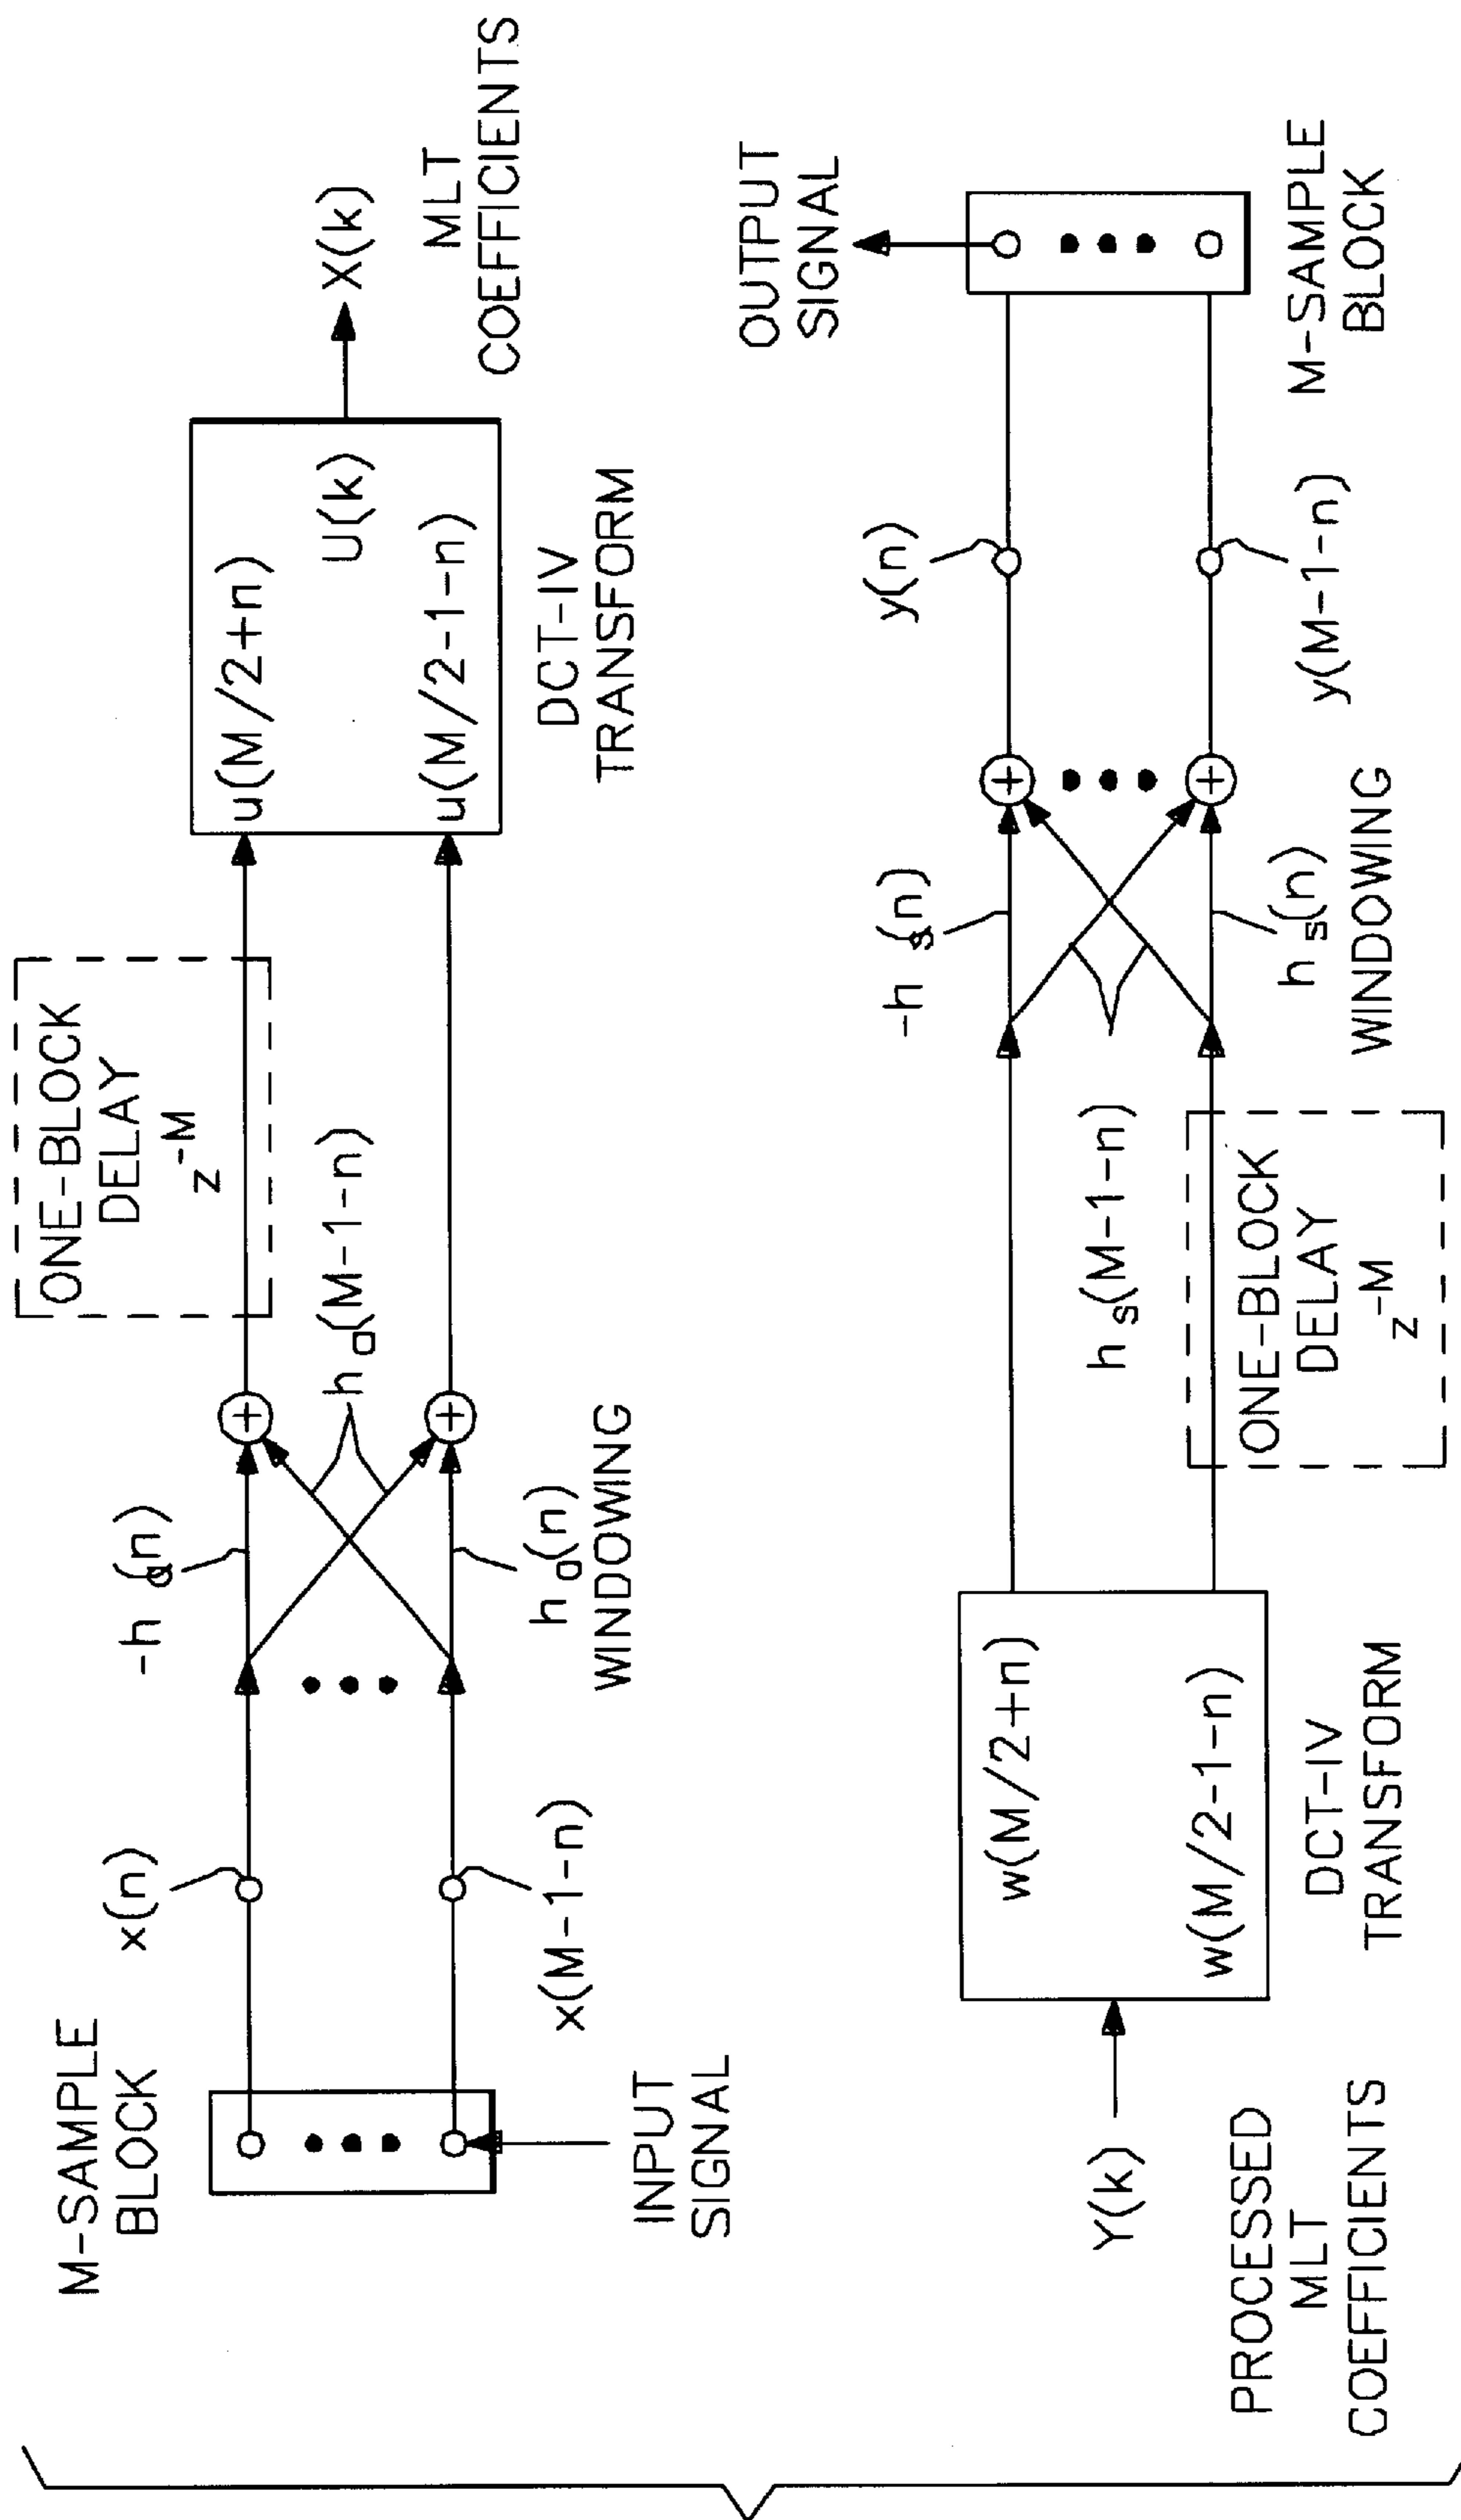 M-SAMPLE
BLOCK
x(n)
-h a(n)
ONE-BLOCK
DELAY
z -M
u(M/2+n)
U(k)
u(M/2-1-n)
X(k)
MLT
COEFFICIENTS
h a(M-1-n)
x(M-1-n)
h a(n)
WINDOWING
DCT-IV
TRANSFORM
INPUT
SIGNAL
OUTPUT
SIGNAL
Y(k)
PROCESSED
MLT
COEFFICIENTS
w(M/2+n)
w(M/2-1-n)
DCT-IV
TRANSFORM
h s(M-1-n)
ONE-BLOCK
DELAY
z -M
-h s(n)
h s(n)
WINDOWING
y(n)
y(M-1-n)
M-SAMPLE
BLOCK